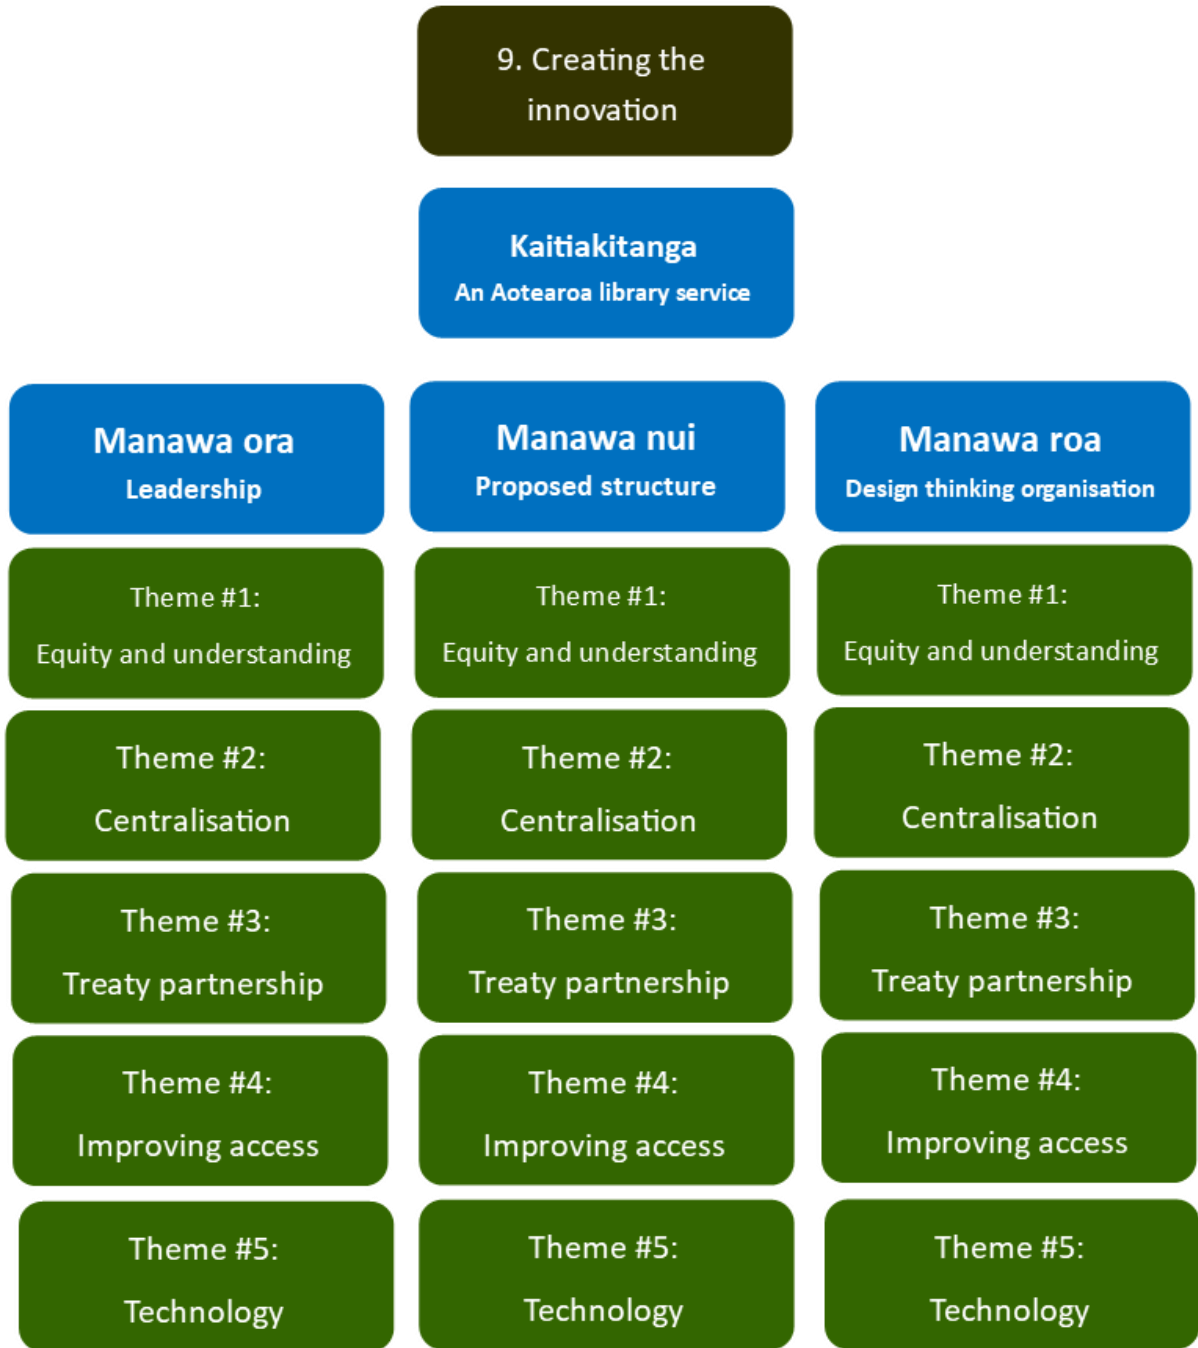 9. Creating the
innovation
Kaitiakitanga
An Aotearoa library service
Manawa ora
Leadership
Theme #1:
Equity and understanding
Theme #2:
Centralisation
Theme #3:
Treaty partnership
Theme #4:
Improving access
Theme #5:
Technology
Manawa nui
Proposed structure
Theme #1:
Equity and understanding
Theme #2:
Centralisation
Theme #3:
Treaty partnership
Theme #4:
Improving access
Theme #5:
Technology
Manawa roa
Design thinking organisation
Theme #1:
Equity and understanding
Theme #2:
Centralisation
Theme #3:
Treaty partnership
Theme #4:
Improving access
Theme #5:
Technology